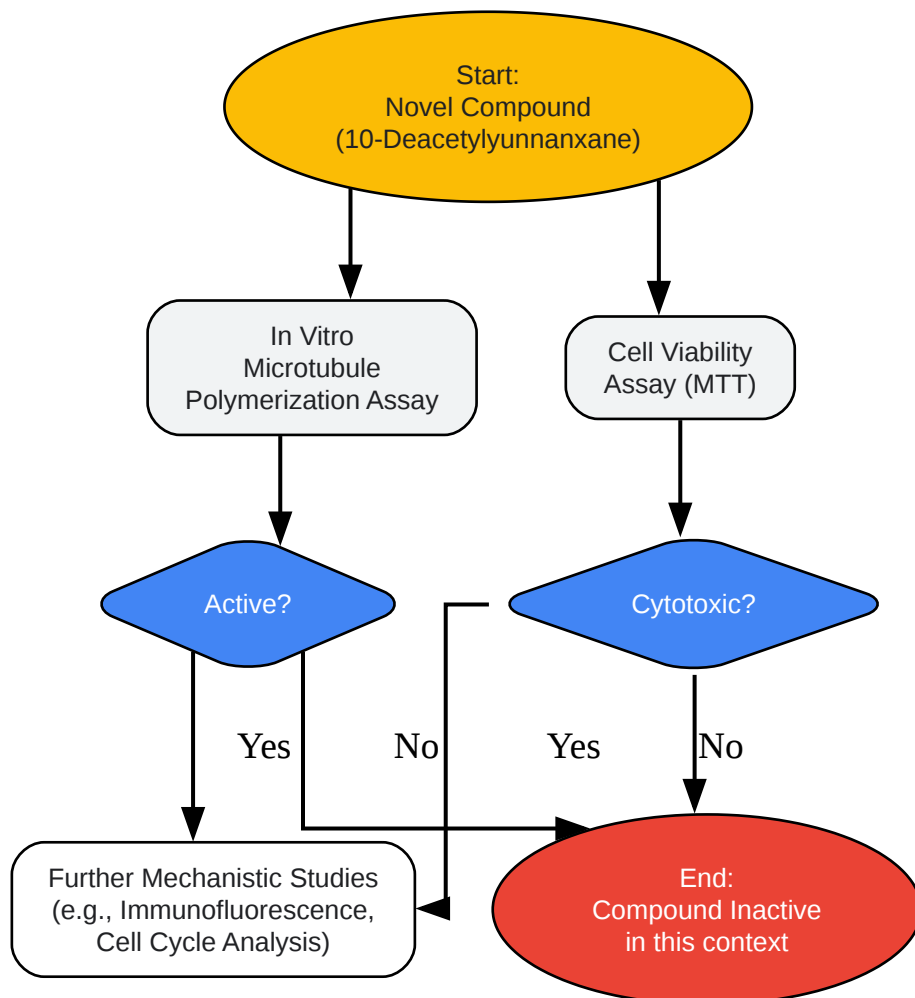 Start:
Novel Compound
(10-Deacetylyunnanxane)
In Vitro
Microtubule
Polymerization Assay
Cell Viability
Assay (MTT)
Active?
Cytotoxic?
Yes
No
Yes
No
Further Mechanistic Studies
(e.g., Immunofluorescence,
Cell Cycle Analysis)
End:
Compound Inactive
in this context